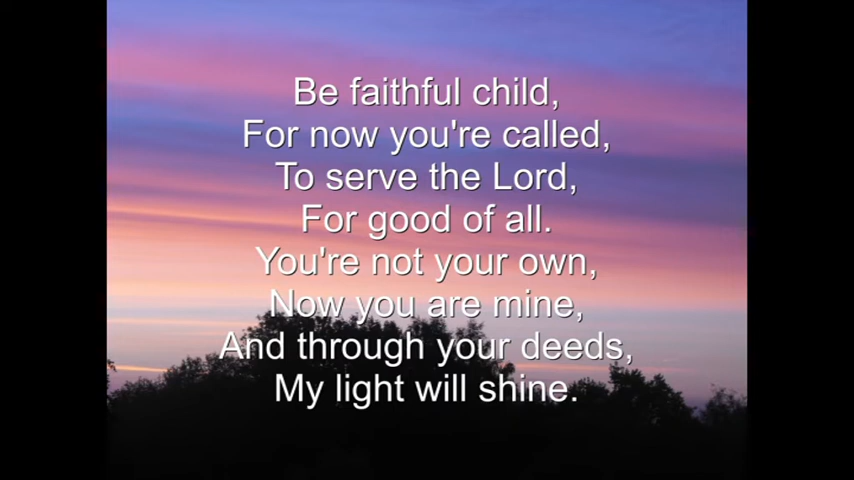 Be faithful child,
For now you're called,
To serve the Lord,
For good of all.
You're not your own,
Now you are mine,
And through your deeds,
My light will shine.